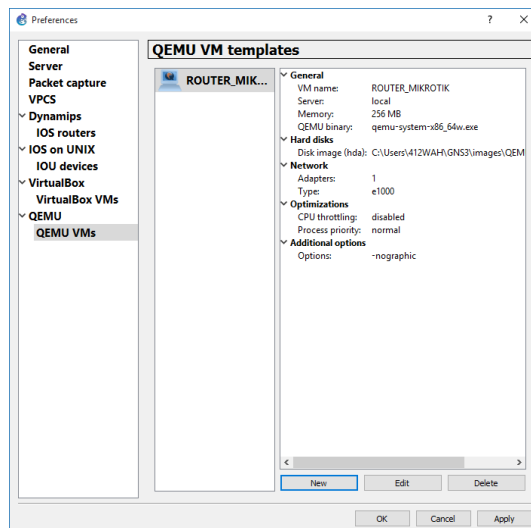 Preferences
General
Server
Packet capture
VPCS
Dynamips
IOS routers
IOS on UNIX
IOU devices
VirtualBox
VirtualBox VMs
QEMU
QEMU VMs
QEMU VM templates
ROUTER_MIK...
General
VM name: ROUTER_MIKROTIK
Server: local
Memory: 256 MB
QEMU binary: qemu-system-x86_64w.exe
Hard disks
Disk image (hda): C:\Users\412WAH\GNS3\images\QEM
Network
Adapters: 1
Type: e1000
Optimizations
CPU throttling: disabled
Process priority: normal
Additional options
Options: -nographic
New Edit Delete
OK Cancel Apply